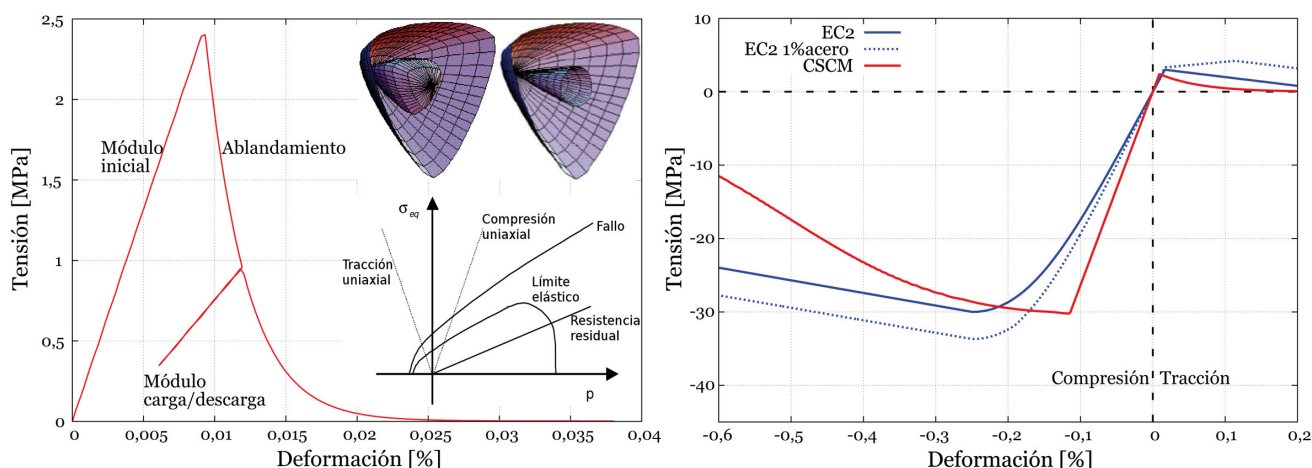 2,5
2
1,5
1
0,5
0
Tensión [MPa]
0
0,005
0,01
0,015
0,02
0,025
0,03
0,035
0,04
Deformación [%]
Módulo
inicial
Ablandamiento
Módulo
carga/descarga
σeq
Compresión
uniaxial
Fallo
Tracción
uniaxial
Límite
elástico
Resistencia
residual
p
10
0
-10
-20
-30
-40
Tensión [MPa]
EC2
EC2 1%acero
CSCM
Compresión
Tracción
-0,6
-0,5
-0,4
-0,3
-0,2
-0,1
0
0,1
0,2
Deformación [%]